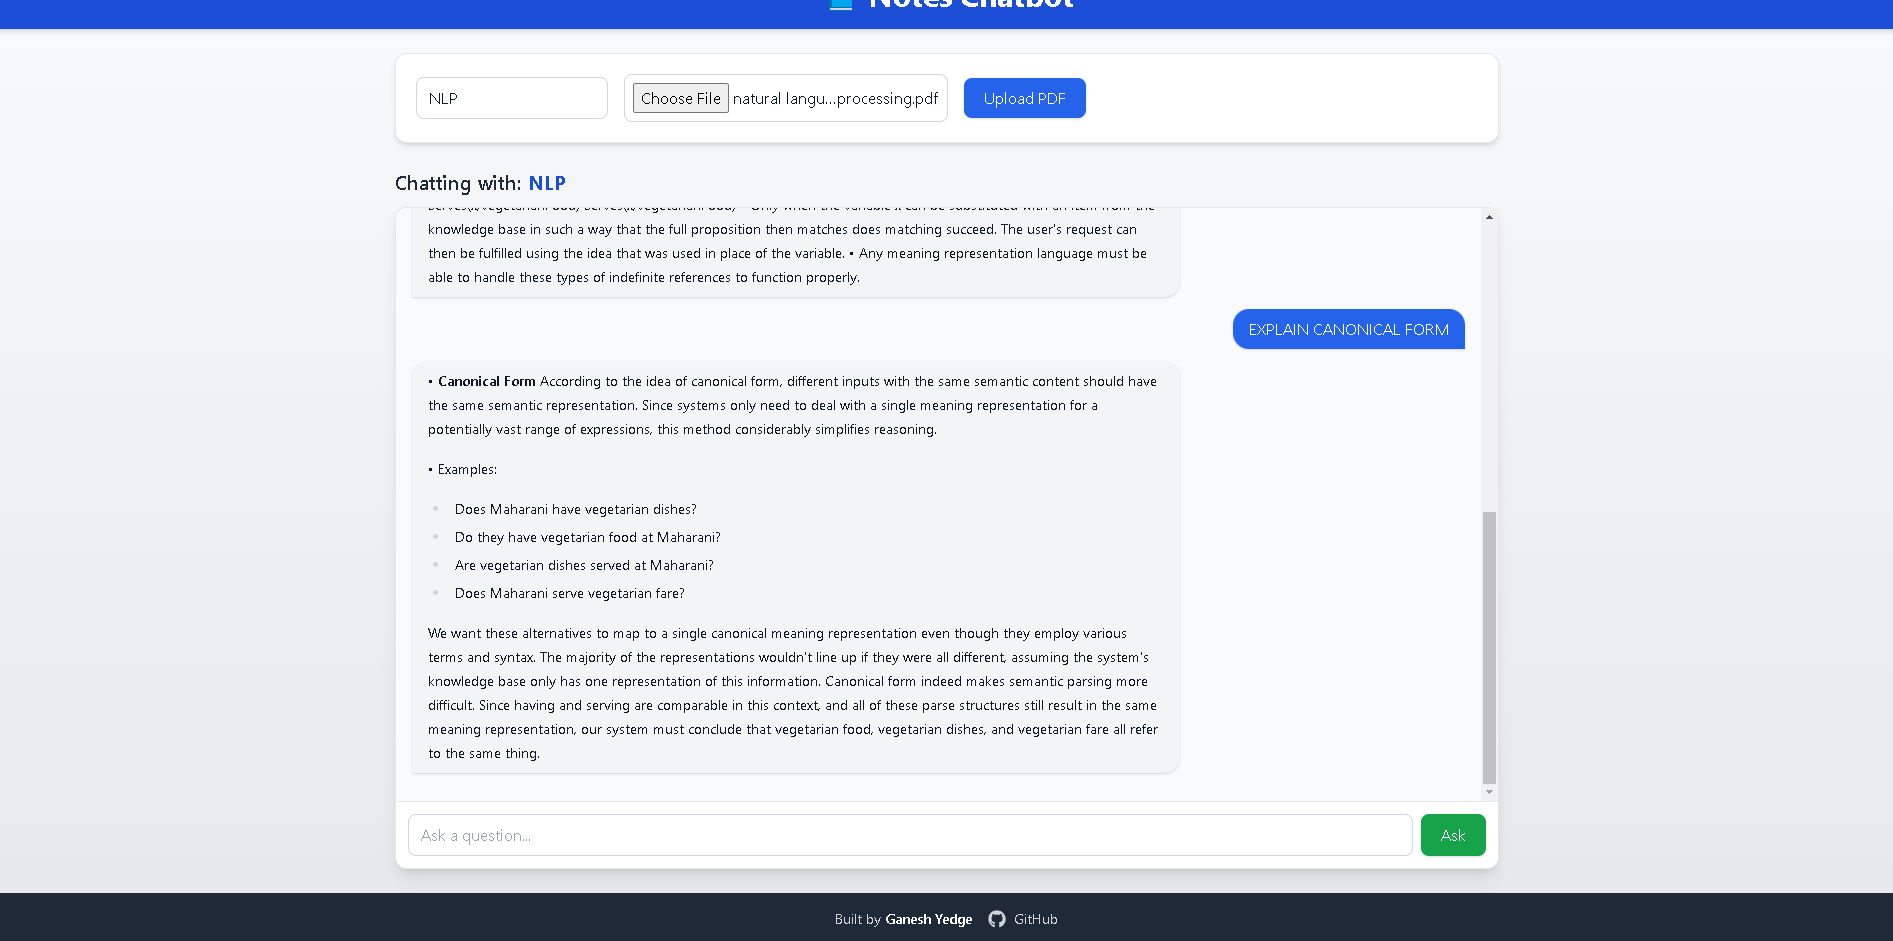 Notes Chatbot
NLP
Choose File natural langu...processing.pdf
Upload PDF
Chatting with: NLP
knowledge base in such a way that the full proposition then matches does matching succeed. The user's request can
then be fulfilled using the idea that was used in place of the variable. • Any meaning representation language must be
able to handle these types of indefinite references to function properly.
EXPLAIN CANONICAL FORM
• Canonical Form According to the idea of canonical form, different inputs with the same semantic content should have
the same semantic representation. Since systems only need to deal with a single meaning representation for a
potentially vast range of expressions, this method considerably simplifies reasoning.
• Examples:
• Does Maharani have vegetarian dishes?
• Do they have vegetarian food at Maharani?
• Are vegetarian dishes served at Maharani?
• Does Maharani serve vegetarian fare?
We want these alternatives to map to a single canonical meaning representation even though they employ various
terms and syntax. The majority of the representations wouldn't line up if they were all different, assuming the system's
knowledge base only has one representation of this information. Canonical form indeed makes semantic parsing more
difficult. Since having and serving are comparable in this context, and all of these parse structures still result in the same
meaning representation, our system must conclude that vegetarian food, vegetarian dishes, and vegetarian fare all refer
to the same thing.
Ask a question...
Ask
Built by Ganesh Yedge GitHub